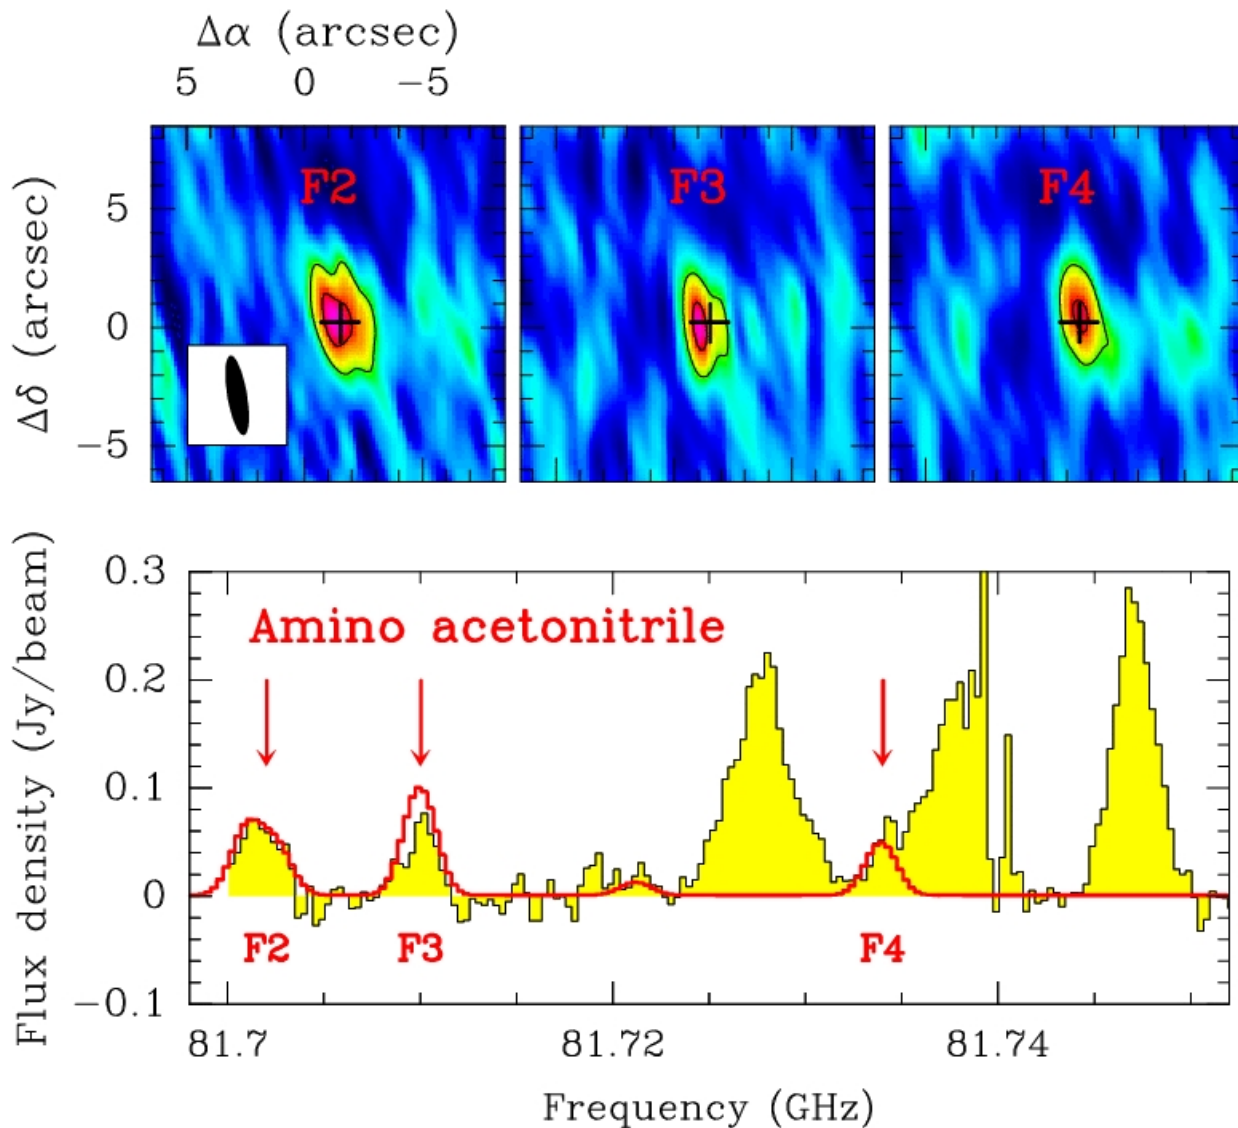 Δα (arcsec)
5 0 −5
Δδ (arcsec)
5
0
−5
F2 F3 F4
Flux density (Jy/beam)
0.3
0.2
0.1
0
−0.1
Amino acetonitrile
F2 F3 F4
81.7 81.72 81.74
Frequency (GHz)